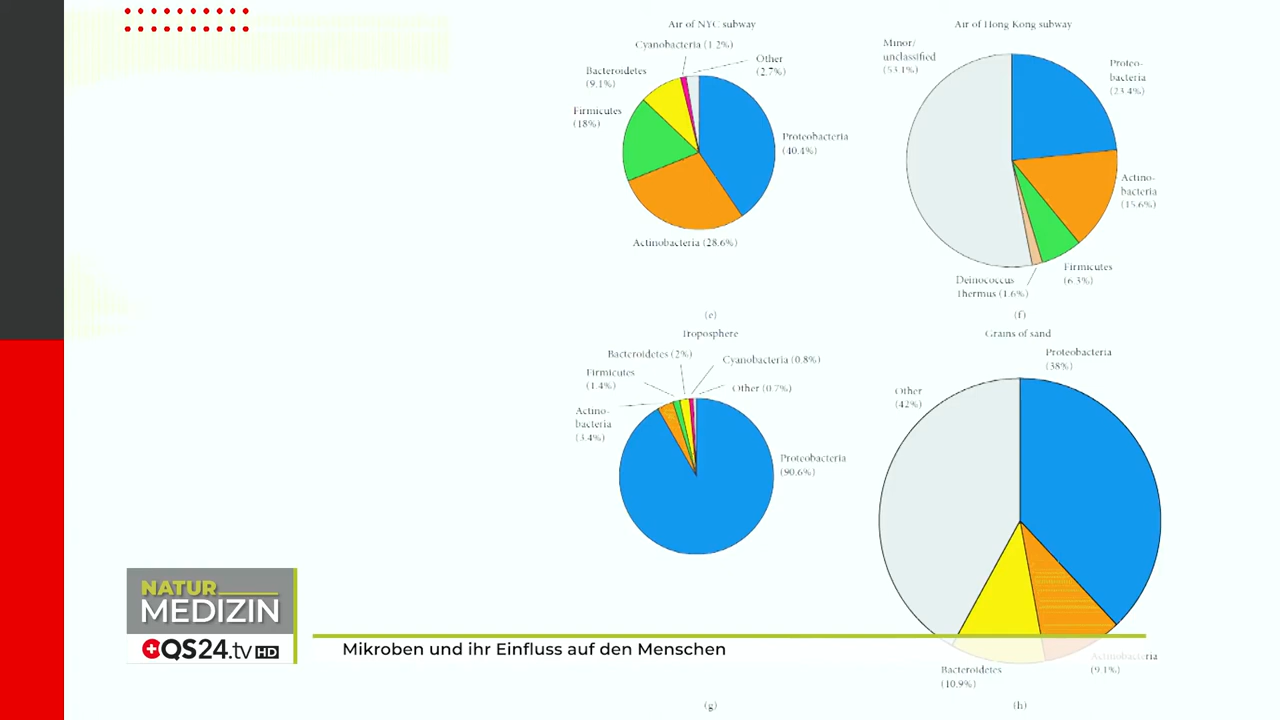 Air of NYC subway
Cyanobacteria (1.2%)
Other
(2.7%)
Bacteroidetes
(9.1%)
Firmicutes
(18%)
Proteobacteria
(40.4%)
Actinobacteria (28.6%)
(e)
Air of Hong Kong subway
Minor/
unclassified
(53.1%)
Proteo-
bacteria
(23.4%)
Actino-
bacteria
(15.6%)
Firmicutes
(6.3%)
Deinococcus
Thermus (1.6%)
(f)
Troposphere
Bacteroidetes (2%)
Cyanobacteria (0.8%)
Firmicutes
(1.4%)
Other (0.7%)
Actino-
bacteria
(3.4%)
Proteobacteria
(90.6%)
(g)
Grains of sand
Proteobacteria
(38%)
Other
(42%)
Actinobacteria
(9.1%)
Bacteroidetes
(10.9%)
(h)
NATUR
MEDIZIN
QS24.tv HD
Mikroben und ihr Einfluss auf den Menschen